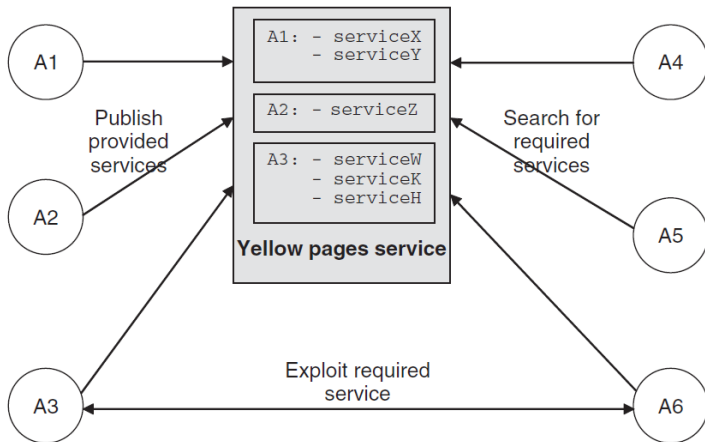 A1
A1: - serviceX
- serviceY
A4
Publish
provided
services
A2: - serviceZ
Search for
required
services
A2
A3: - serviceW
- serviceK
- serviceH
A5
Yellow pages service
Exploit required
service
A3
A6